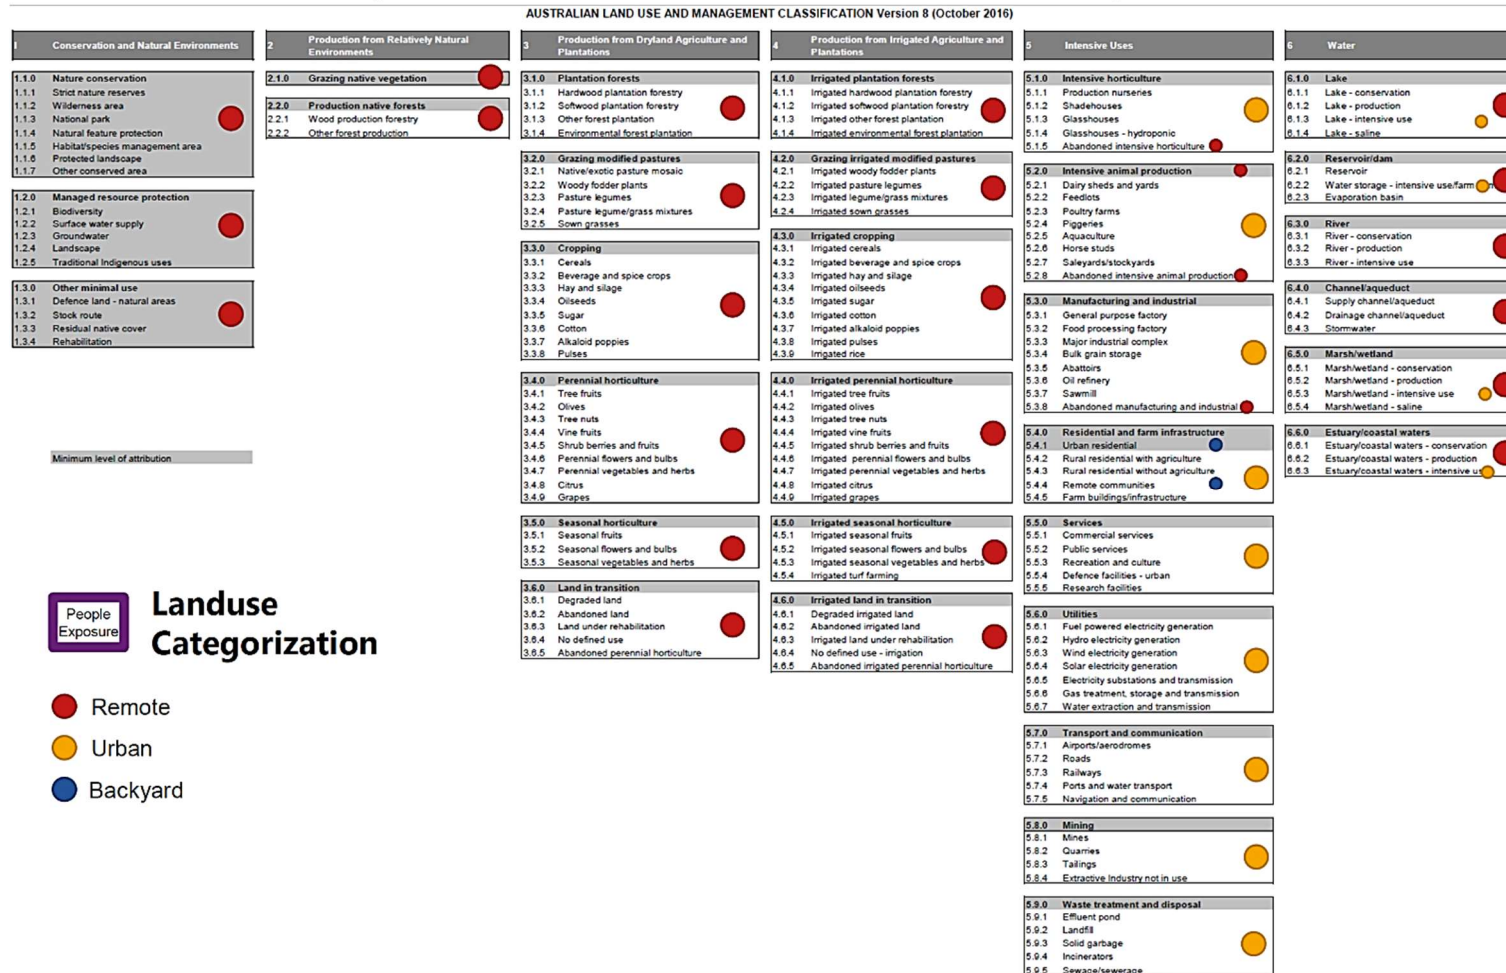 AUSTRALIAN LAND USE AND MANAGEMENT CLASSIFICATION Version 8 (October 2016)
I Conservation and Natural Environments
1.1.0 Nature conservation
1.1.1 Strict nature reserves
1.1.2 Wilderness area
1.1.3 National park
1.1.4 Natural feature protection
1.1.5 Habitat/species management area
1.1.6 Protected landscape
1.1.7 Other conserved area
1.2.0 Managed resource protection
1.2.1 Biodiversity
1.2.2 Surface water supply
1.2.3 Groundwater
1.2.4 Landscape
1.2.5 Traditional Indigenous uses
1.3.0 Other minimal use
1.3.1 Defence land - natural areas
1.3.2 Stock route
1.3.3 Residual native cover
1.3.4 Rehabilitation
Minimum level of attribution
2 Production from Relatively Natural
Environments
2.1.0 Grazing native vegetation
2.2.0 Production native forests
2.2.1 Wood production forestry
2.2.2 Other forest production
3 Production from Dryland Agriculture and
Plantations
3.1.0 Plantation forests
3.1.1 Hardwood plantation forestry
3.1.2 Softwood plantation forestry
3.1.3 Other forest plantation
3.1.4 Environmental forest plantation
3.2.0 Grazing modified pastures
3.2.1 Native/exotic pasture mosaic
3.2.2 Woody fodder plants
3.2.3 Pasture legumes
3.2.4 Pasture legume/grass mixtures
3.2.5 Sown grasses
3.3.0 Cropping
3.3.1 Cereals
3.3.2 Beverage and spice crops
3.3.3 Hay and silage
3.3.4 Oilseeds
3.3.5 Sugar
3.3.6 Cotton
3.3.7 Alkaloid poppies
3.3.8 Pulses
3.4.0 Perennial horticulture
3.4.1 Tree fruits
3.4.2 Olives
3.4.3 Tree nuts
3.4.4 Vine fruits
3.4.5 Shrub berries and fruits
3.4.6 Perennial flowers and bulbs
3.4.7 Perennial vegetables and herbs
3.4.8 Citrus
3.4.9 Grapes
3.5.0 Seasonal horticulture
3.5.1 Seasonal fruits
3.5.2 Seasonal flowers and bulbs
3.5.3 Seasonal vegetables and herbs
3.6.0 Land in transition
3.6.1 Degraded land
3.6.2 Abandoned land
3.6.3 Land under rehabilitation
3.6.4 No defined use
3.6.5 Abandoned perennial horticulture
4 Production from Irrigated Agriculture and
Plantations
4.1.0 Irrigated plantation forests
4.1.1 Irrigated hardwood plantation forestry
4.1.2 Irrigated softwood plantation forestry
4.1.3 Irrigated other forest plantation
4.1.4 Irrigated environmental forest plantation
4.2.0 Grazing irrigated modified pastures
4.2.1 Irrigated woody fodder plants
4.2.2 Irrigated pasture legumes
4.2.3 Irrigated legume/grass mixtures
4.2.4 Irrigated sown grasses
4.3.0 Irrigated cropping
4.3.1 Irrigated cereals
4.3.2 Irrigated beverage and spice crops
4.3.3 Irrigated hay and silage
4.3.4 Irrigated oilseeds
4.3.5 Irrigated sugar
4.3.6 Irrigated cotton
4.3.7 Irrigated alkaloid poppies
4.3.8 Irrigated pulses
4.3.9 Irrigated rice
4.4.0 Irrigated perennial horticulture
4.4.1 Irrigated tree fruits
4.4.2 Irrigated olives
4.4.3 Irrigated tree nuts
4.4.4 Irrigated vine fruits
4.4.5 Irrigated shrub berries and fruits
4.4.6 Irrigated perennial flowers and bulbs
4.4.7 Irrigated perennial vegetables and herbs
4.4.8 Irrigated citrus
4.4.9 Irrigated grapes
4.5.0 Irrigated seasonal horticulture
4.5.1 Irrigated seasonal fruits
4.5.2 Irrigated seasonal flowers and bulbs
4.5.3 Irrigated seasonal vegetables and herbs
4.5.4 Irrigated turf farming
4.6.0 Irrigated land in transition
4.6.1 Degraded irrigated land
4.6.2 Abandoned irrigated land
4.6.3 Irrigated land under rehabilitation
4.6.4 No defined use - irrigation
4.6.5 Abandoned irrigated perennial horticulture
5 Intensive Uses
5.1.0 Intensive horticulture
5.1.1 Production nurseries
5.1.2 Shadehouses
5.1.3 Glasshouses
5.1.4 Glasshouses - hydroponic
5.1.5 Abandoned intensive horticulture
5.2.0 Intensive animal production
5.2.1 Dairy sheds and yards
5.2.2 Feedlots
5.2.3 Poultry farms
5.2.4 Piggeries
5.2.5 Aquaculture
5.2.6 Horse studs
5.2.7 Saleyards/stockyards
5.2.8 Abandoned intensive animal production
5.3.0 Manufacturing and industrial
5.3.1 General purpose factory
5.3.2 Food processing factory
5.3.3 Major industrial complex
5.3.4 Bulk grain storage
5.3.5 Abattoirs
5.3.6 Oil refinery
5.3.7 Sawmill
5.3.8 Abandoned manufacturing and industrial
5.4.0 Residential and farm infrastructure
5.4.1 Urban residential
5.4.2 Rural residential with agriculture
5.4.3 Rural residential without agriculture
5.4.4 Remote communities
5.4.5 Farm buildings/infrastructure
5.5.0 Services
5.5.1 Commercial services
5.5.2 Public services
5.5.3 Recreation and culture
5.5.4 Defence facilities - urban
5.5.5 Research facilities
5.6.0 Utilities
5.6.1 Fuel powered electricity generation
5.6.2 Hydro electricity generation
5.6.3 Wind electricity generation
5.6.4 Solar electricity generation
5.6.5 Electricity substations and transmission
5.6.6 Gas treatment, storage and transmission
5.6.7 Water extraction and transmission
5.7.0 Transport and communication
5.7.1 Airports/aerodromes
5.7.2 Roads
5.7.3 Railways
5.7.4 Ports and water transport
5.7.5 Navigation and communication
5.8.0 Mining
5.8.1 Mines
5.8.2 Quarries
5.8.3 Tailings
5.8.4 Extractive Industry not in use
5.9.0 Waste treatment and disposal
5.9.1 Effluent pond
5.9.2 Landfill
5.9.3 Solid garbage
5.9.4 Incinerators
5.9.5 Sewage/sewerage
6 Water
6.1.0 Lake
6.1.1 Lake - conservation
6.1.2 Lake - production
6.1.3 Lake - intensive use
6.1.4 Lake - saline
6.2.0 Reservoir/dam
6.2.1 Reservoir
6.2.2 Water storage - intensive use/farm
6.2.3 Evaporation basin
6.3.0 River
6.3.1 River - conservation
6.3.2 River - production
6.3.3 River - intensive use
6.4.0 Channel/aqueduct
6.4.1 Supply channel/aqueduct
6.4.2 Drainage channel/aqueduct
6.4.3 Stormwater
6.5.0 Marsh/wetland
6.5.1 Marsh/wetland - conservation
6.5.2 Marsh/wetland - production
6.5.3 Marsh/wetland - intensive use
6.5.4 Marsh/wetland - saline
6.6.0 Estuary/coastal waters
6.6.1 Estuary/coastal waters - conservation
6.6.2 Estuary/coastal waters - production
6.6.3 Estuary/coastal waters - intensive
People
Exposure
Landuse
Categorization
Remote
Urban
Backyard